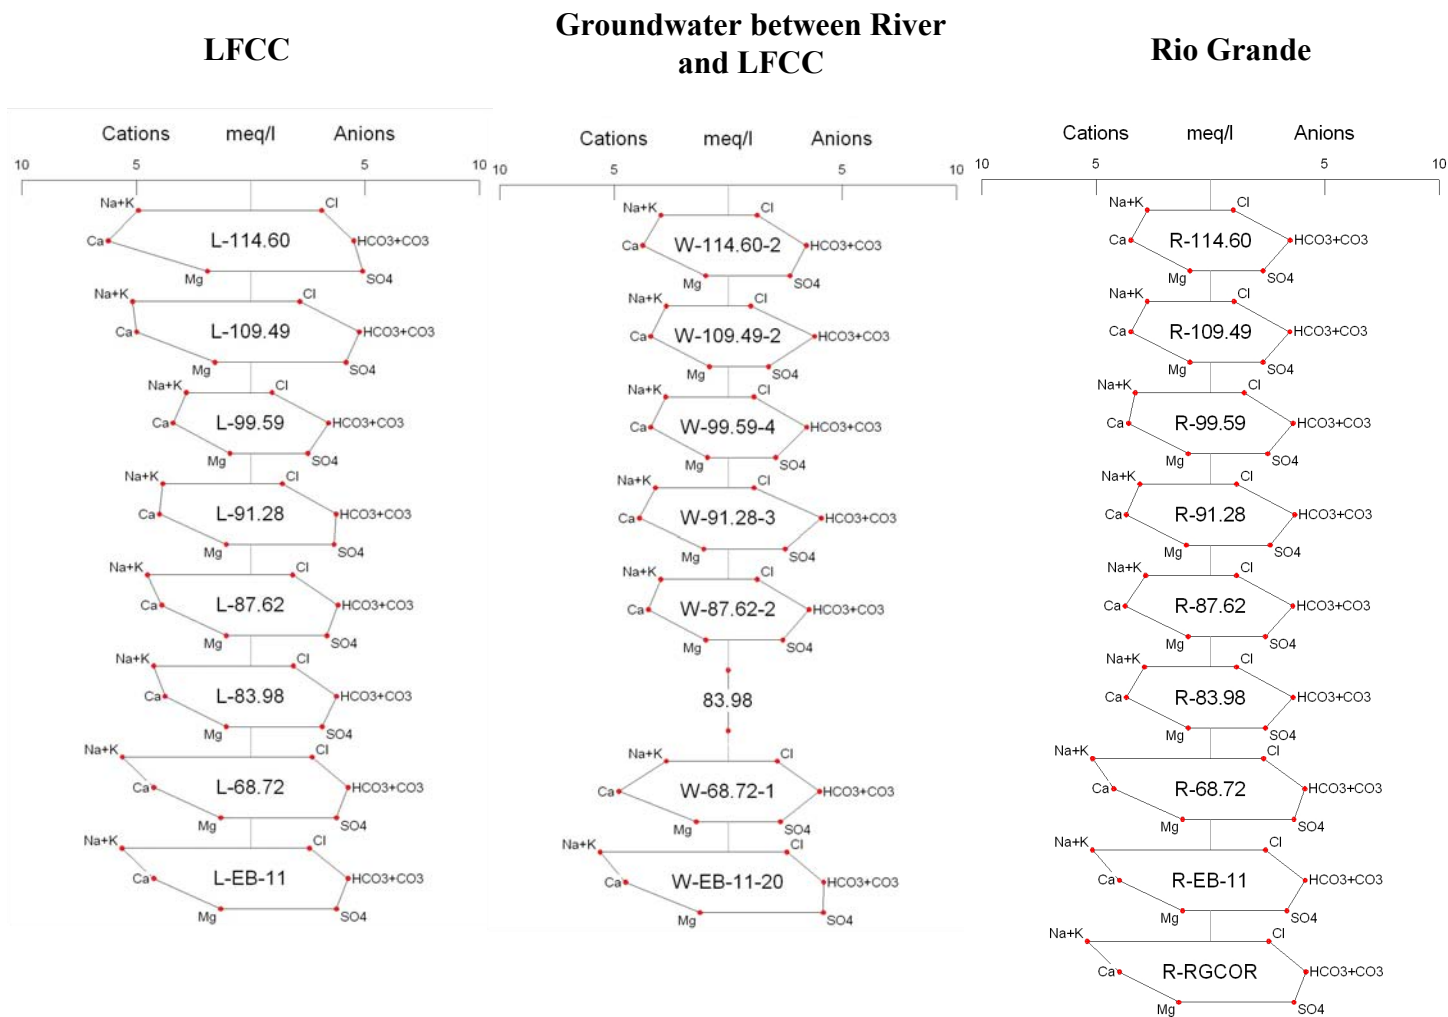 LFCC
Cations meq/l Anions
10 5 5 10
Na+K Cl
Ca L-114.60 HCO3+CO3
Mg SO4
Na+K Cl
Ca L-109.49 HCO3+CO3
Mg SO4
Na+K Cl
Ca L-99.59 HCO3+CO3
Mg SO4
Na+K Cl
Ca L-91.28 HCO3+CO3
Mg SO4
Na+K Cl
Ca L-87.62 HCO3+CO3
Mg SO4
Na+K Cl
Ca L-83.98 HCO3+CO3
Mg SO4
Na+K Cl
Ca L-68.72 HCO3+CO3
Mg SO4
Na+K Cl
Ca L-EB-11 HCO3+CO3
Mg SO4
Groundwater between River
and LFCC
Cations meq/l Anions
10 5 5 10
Na+K Cl
Ca W-114.60-2 HCO3+CO3
Mg SO4
Na+K Cl
Ca W-109.49-2 HCO3+CO3
Mg SO4
Na+K Cl
Ca W-99.59-4 HCO3+CO3
Mg SO4
Na+K Cl
Ca W-91.28-3 HCO3+CO3
Mg SO4
Na+K Cl
Ca W-87.62-2 HCO3+CO3
Mg SO4
83.98
Na+K Cl
Ca W-68.72-1 HCO3+CO3
Mg SO4
Na+K Cl
Ca W-EB-11-20 HCO3+CO3
Mg SO4
Rio Grande
Cations meq/l Anions
10 5 5 10
Na+K Cl
Ca R-114.60 HCO3+CO3
Mg SO4
Na+K Cl
Ca R-109.49 HCO3+CO3
Mg SO4
Na+K Cl
Ca R-99.59 HCO3+CO3
Mg SO4
Na+K Cl
Ca R-91.28 HCO3+CO3
Mg SO4
Na+K Cl
Ca R-87.62 HCO3+CO3
Mg SO4
Na+K Cl
Ca R-83.98 HCO3+CO3
Mg SO4
Na+K Cl
Ca R-68.72 HCO3+CO3
Mg SO4
Na+K Cl
Ca R-EB-11 HCO3+CO3
Mg SO4
Na+K Cl
Ca R-RGCOR HCO3+CO3
Mg SO4